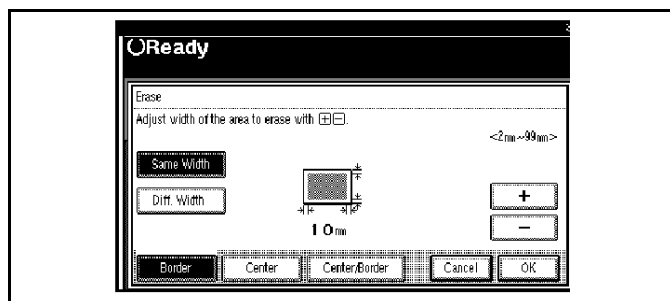 Ready
Erase
Adjust width of the area to erase with ⊞⊟.
<2mm~99mm>
Same Width
Diff. Width
10mm
+
−
Border Center Center/Border Cancel OK